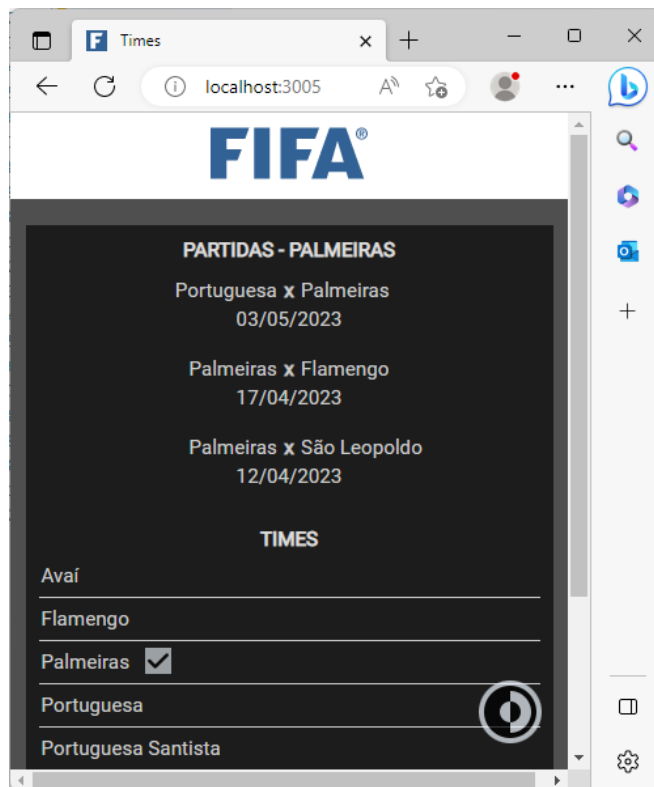 Times
localhost:3005
FIFA®
PARTIDAS - PALMEIRAS
Portuguesa x Palmeiras
03/05/2023
Palmeiras x Flamengo
17/04/2023
Palmeiras x São Leopoldo
12/04/2023
TIMES
Avaí
Flamengo
Palmeiras
Portuguesa
Portuguesa Santista